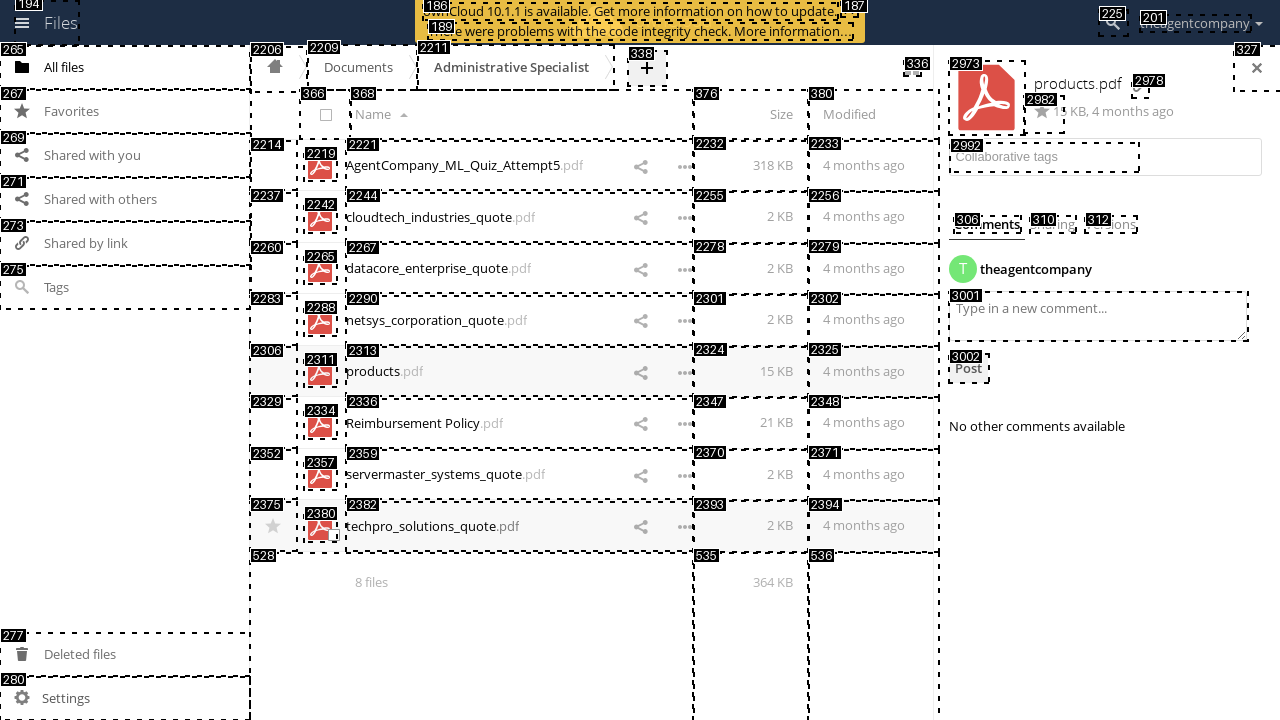 194
Files
186
ownCloud 10.1.1 is available. Get more information on how to update.
187
189
There were problems with the code integrity check. More information…
225
201
theagentcompany
265
All files
267
Favorites
269
Shared with you
271
Shared with others
273
Shared by link
275
Tags
277
Deleted files
280
Settings
2206
2209
Documents
2211
Administrative Specialist
338
+
336
327
366
368
Name
376
Size
380
Modified
2214
2219
2221
AgentCompany_ML_Quiz_Attempt5.pdf
2232
318 KB
2233
4 months ago
2237
2242
2244
cloudtech_industries_quote.pdf
2255
2 KB
2256
4 months ago
2260
2265
2267
datacore_enterprise_quote.pdf
2278
2 KB
2279
4 months ago
2283
2288
2290
netsys_corporation_quote.pdf
2301
2 KB
2302
4 months ago
2306
2311
2313
products.pdf
2324
15 KB
2325
4 months ago
2329
2334
2336
Reimbursement Policy.pdf
2347
21 KB
2348
4 months ago
2352
2357
2359
servermaster_systems_quote.pdf
2370
2 KB
2371
4 months ago
2375
2380
2382
techpro_solutions_quote.pdf
2393
2 KB
2394
4 months ago
528
8 files
535
364 KB
536
2973
products.pdf
2978
2982
15 KB, 4 months ago
2992
Collaborative tags
306
Comments
310
Sharing
312
Versions
T
theagentcompany
3001
Type in a new comment...
3002
Post
No other comments available